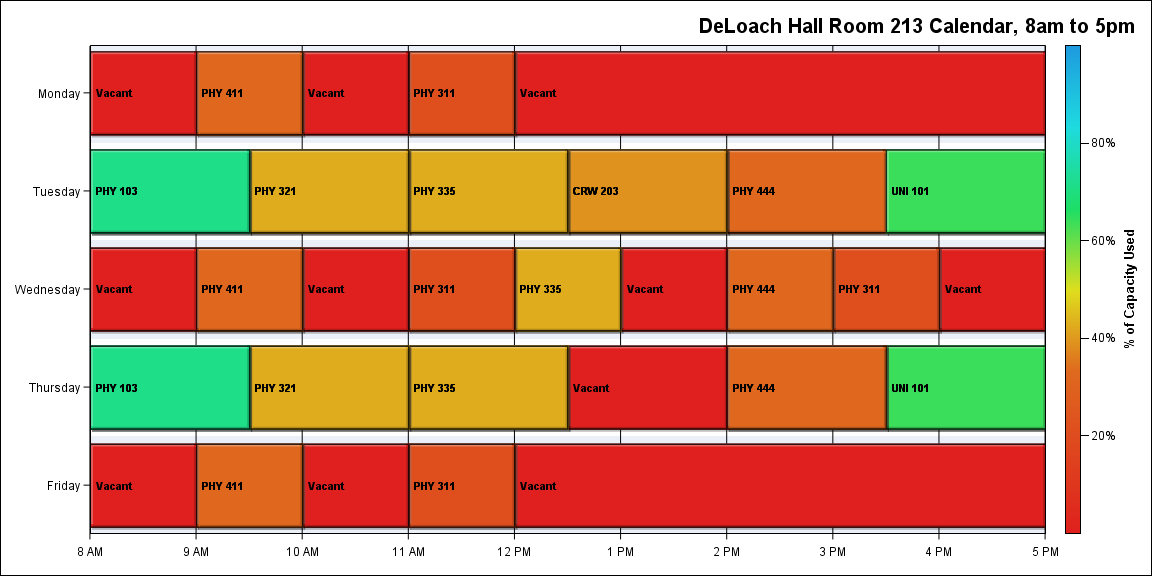 DeLoach Hall Room 213 Calendar, 8am to 5pm
Monday
Vacant
PHY 411
Vacant
PHY 311
Vacant
Tuesday
PHY 103
PHY 321
PHY 335
CRW 203
PHY 444
UNI 101
Wednesday
Vacant
PHY 411
Vacant
PHY 311
PHY 335
Vacant
PHY 444
PHY 311
Vacant
Thursday
PHY 103
PHY 321
PHY 335
Vacant
PHY 444
UNI 101
Friday
Vacant
PHY 411
Vacant
PHY 311
Vacant
8 AM
9 AM
10 AM
11 AM
12 PM
1 PM
2 PM
3 PM
4 PM
5 PM
80%
60%
40%
20%
% of Capacity Used